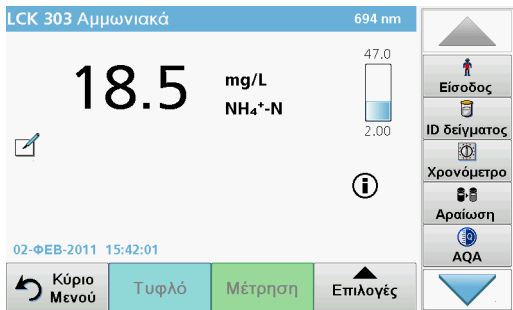 LCK 303 Αμμωνιακά 694 nm
47.0
18.5 mg/L
NH₄⁺-N
2.00
02-ΦΕΒ-2011 15:42:01
Κύριο Μενού
Τυφλό
Μέτρηση
Επιλογές
Είσοδος
ID δείγματος
Χρονόμετρο
Αραίωση
AQA